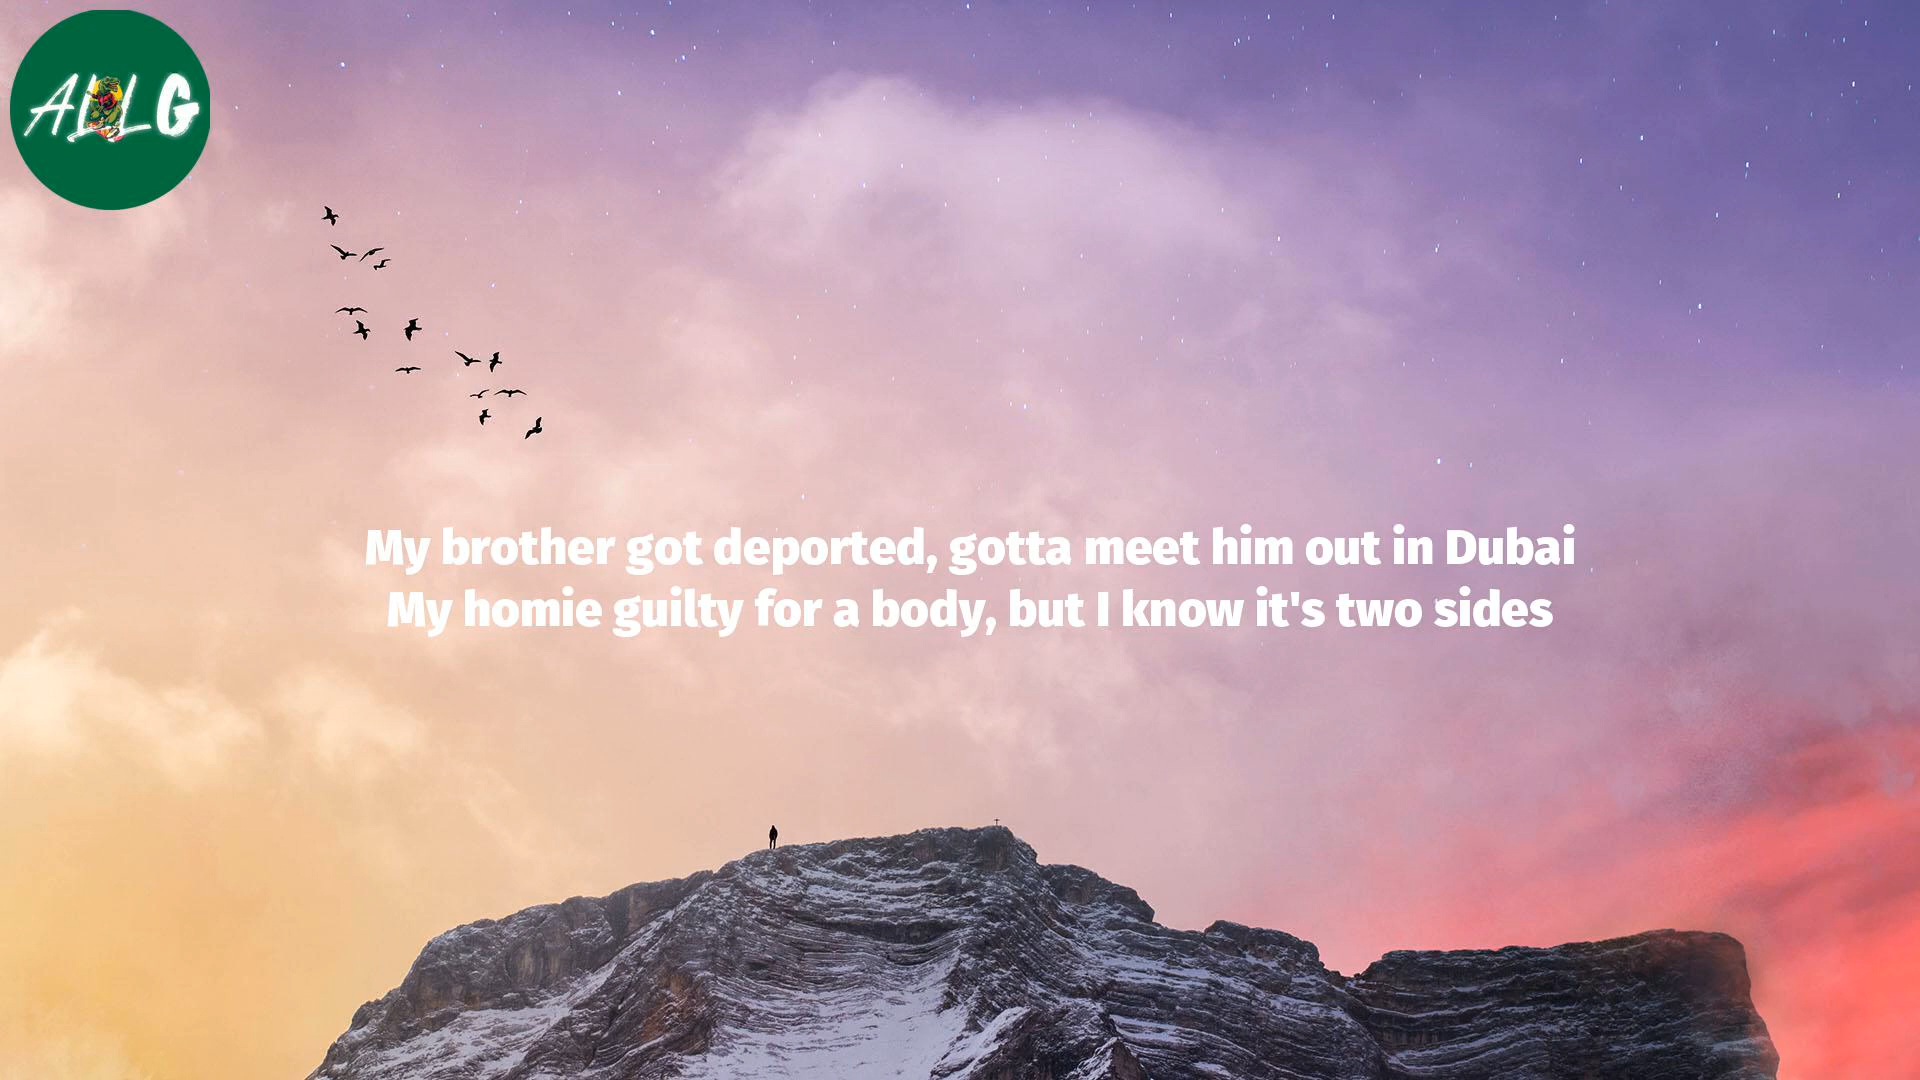 ALLG
My brother got deported, gotta meet him out in Dubai
My homie guilty for a body, but I know it's two sides